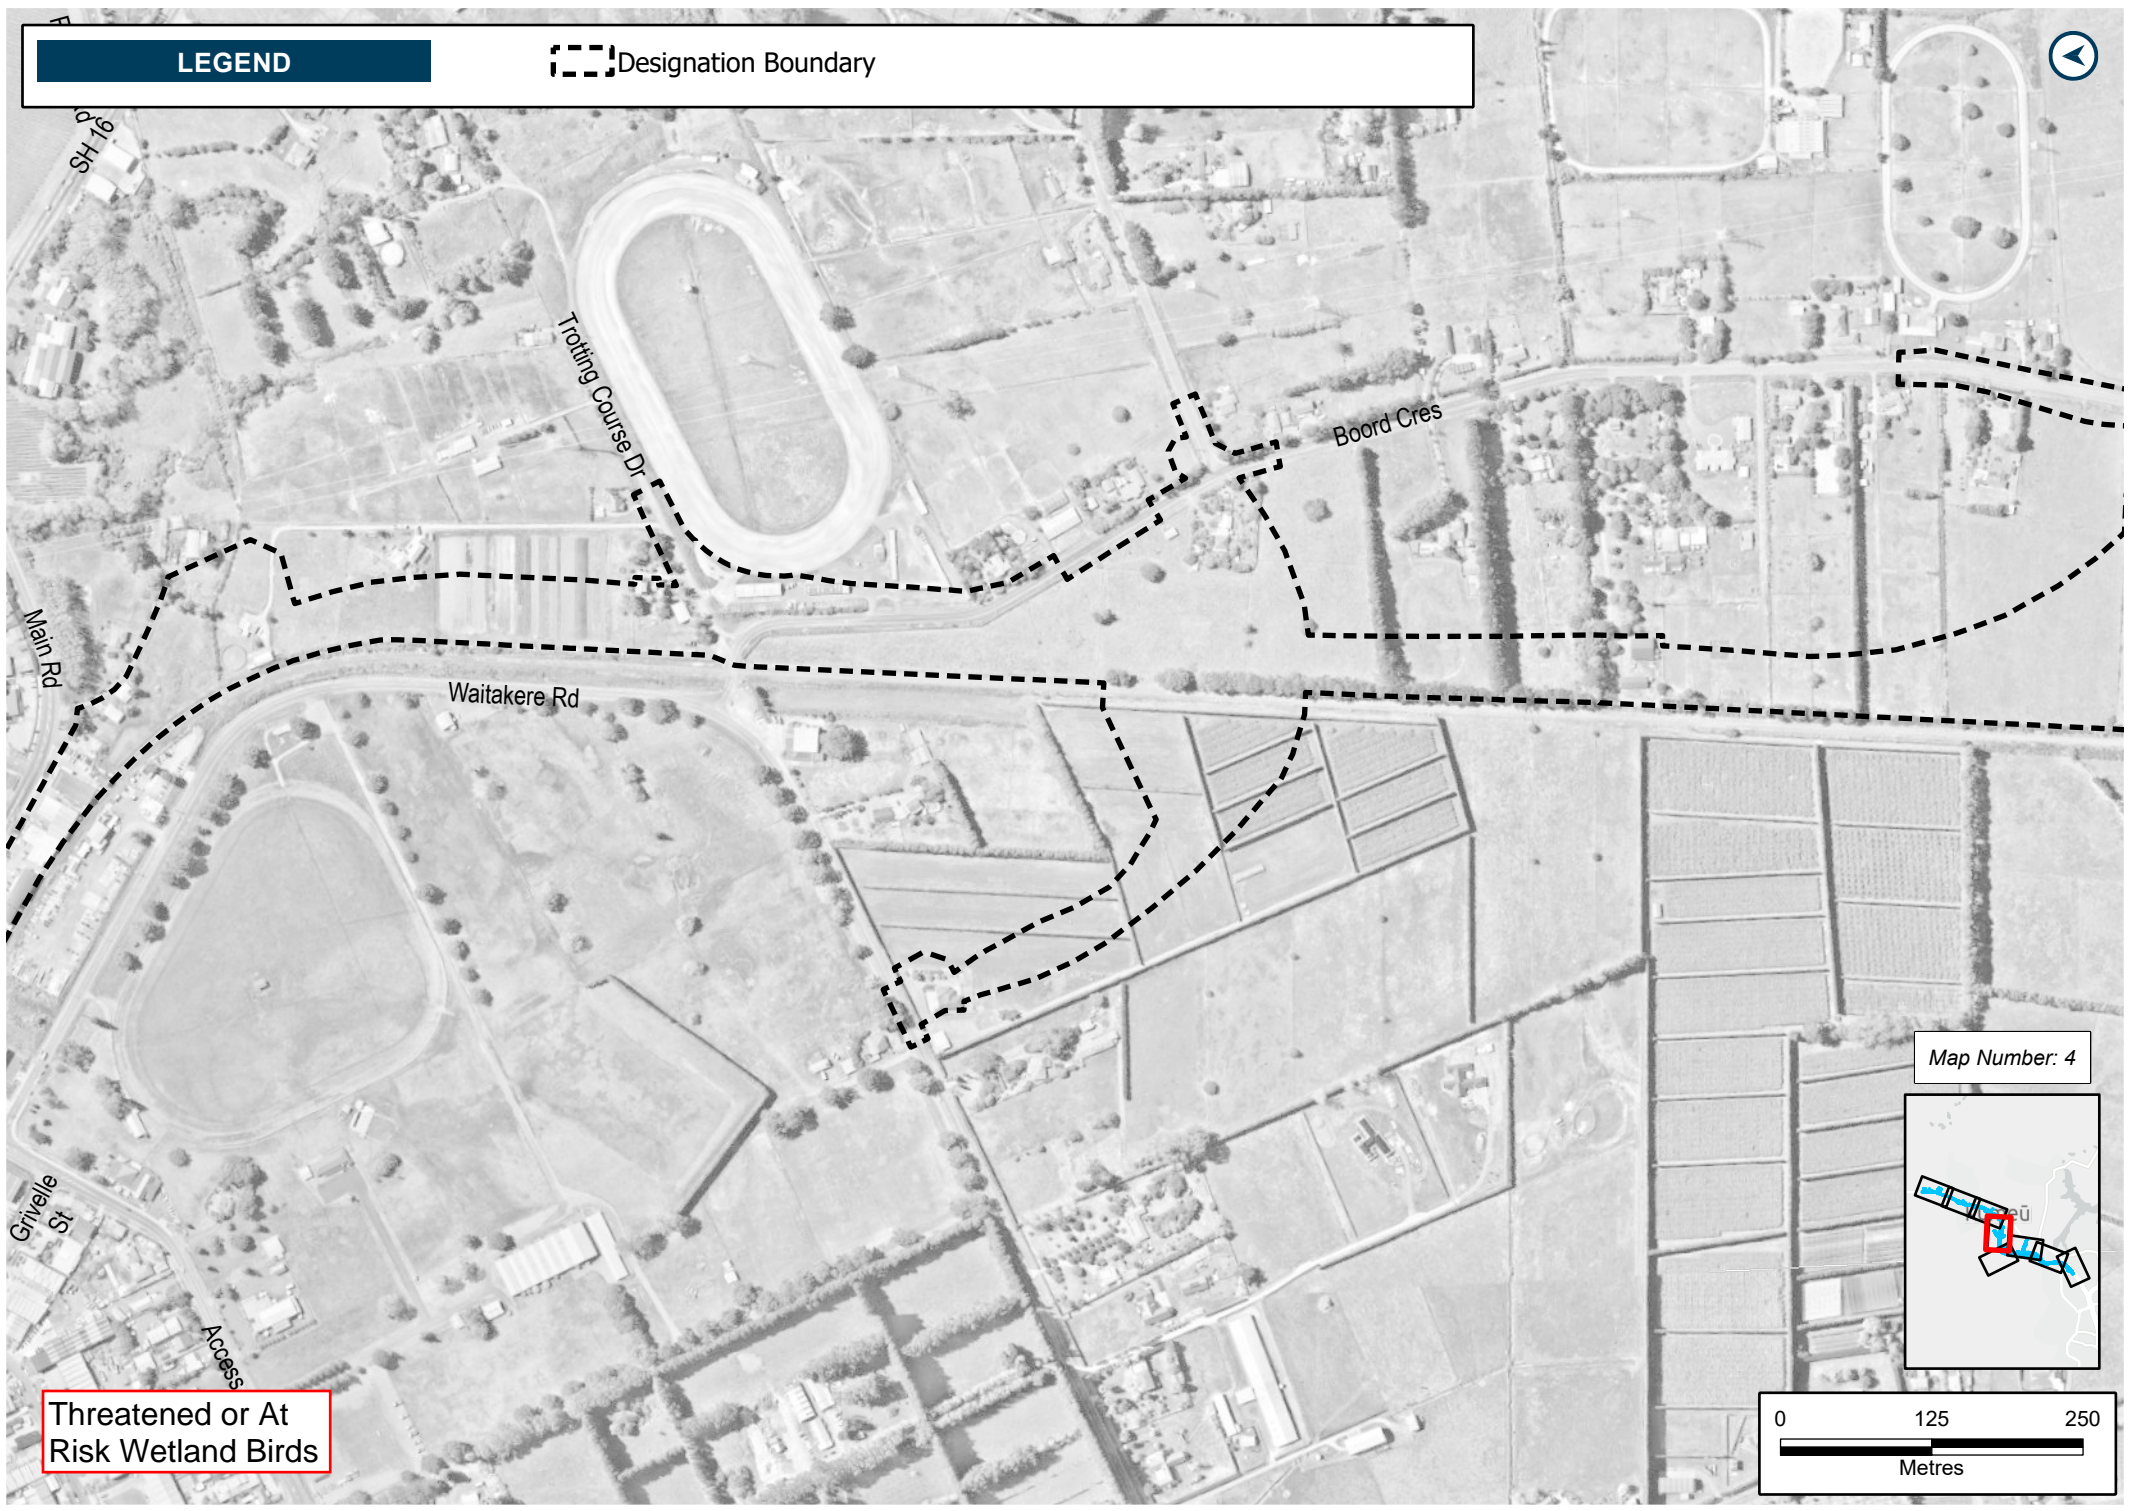 LEGEND
Designation Boundary
SH 16
Trotting Course Dr
Boord Cres
Main Rd
Waitakere Rd
Map Number: 4
Grivelle
St
Access
Threatened or At
Risk Wetland Birds
0 125 250
Metres